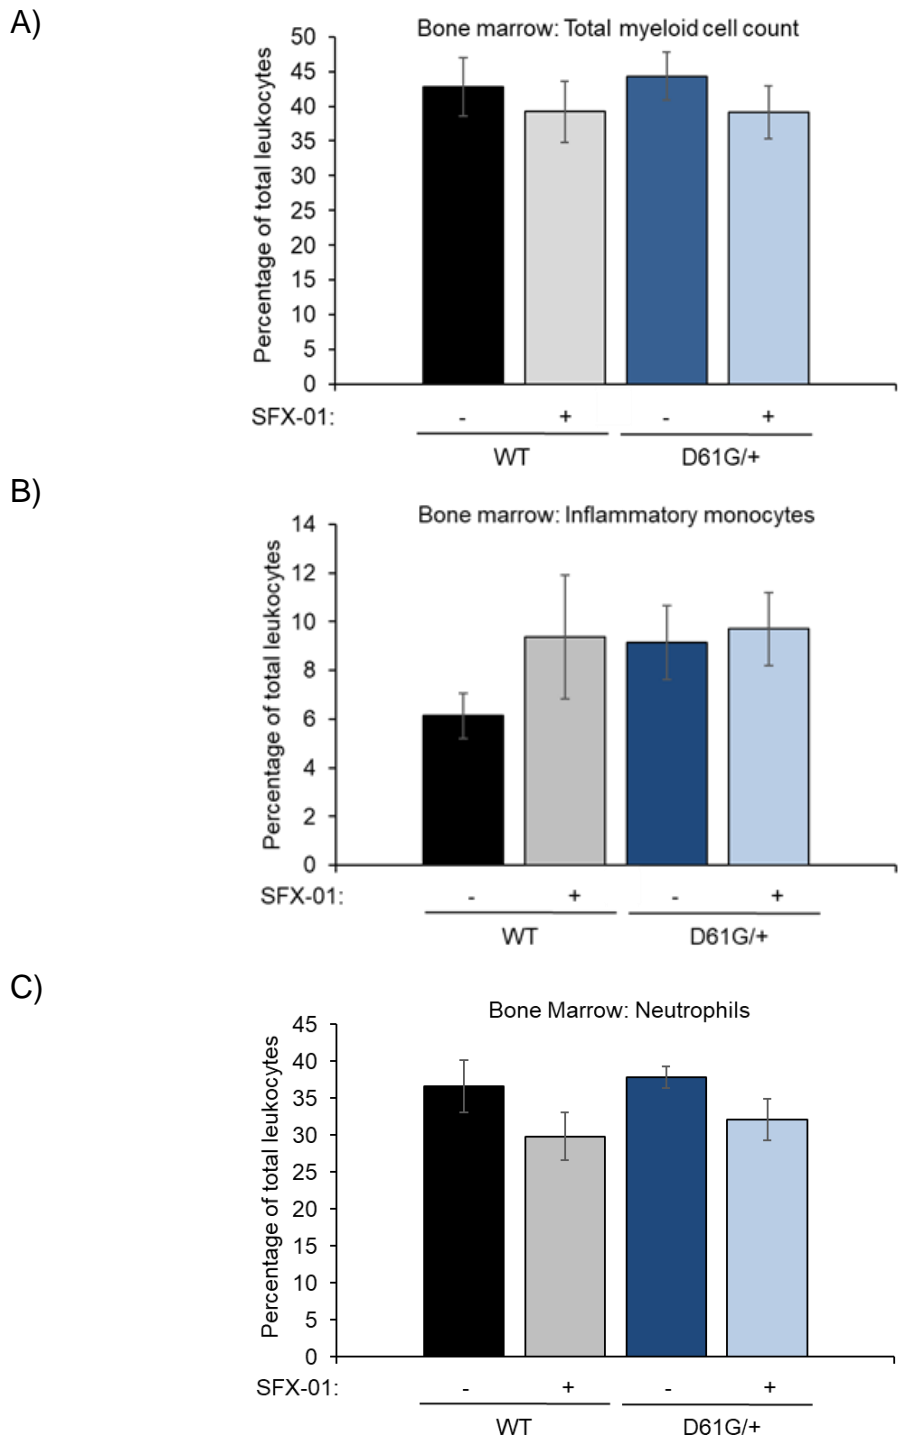 A)
Bone marrow: Total myeloid cell count
Percentage of total leukocytes
50
45
40
35
30
25
20
15
10
5
0
SFX-01: - + - +
WT D61G/+
B)
Bone marrow: Inflammatory monocytes
Percentage of total leukocytes
14
12
10
8
6
4
2
0
SFX-01: - + - +
WT D61G/+
C)
Bone Marrow: Neutrophils
Percentage of total leukocytes
45
40
35
30
25
20
15
10
5
0
SFX-01: - + - +
WT D61G/+